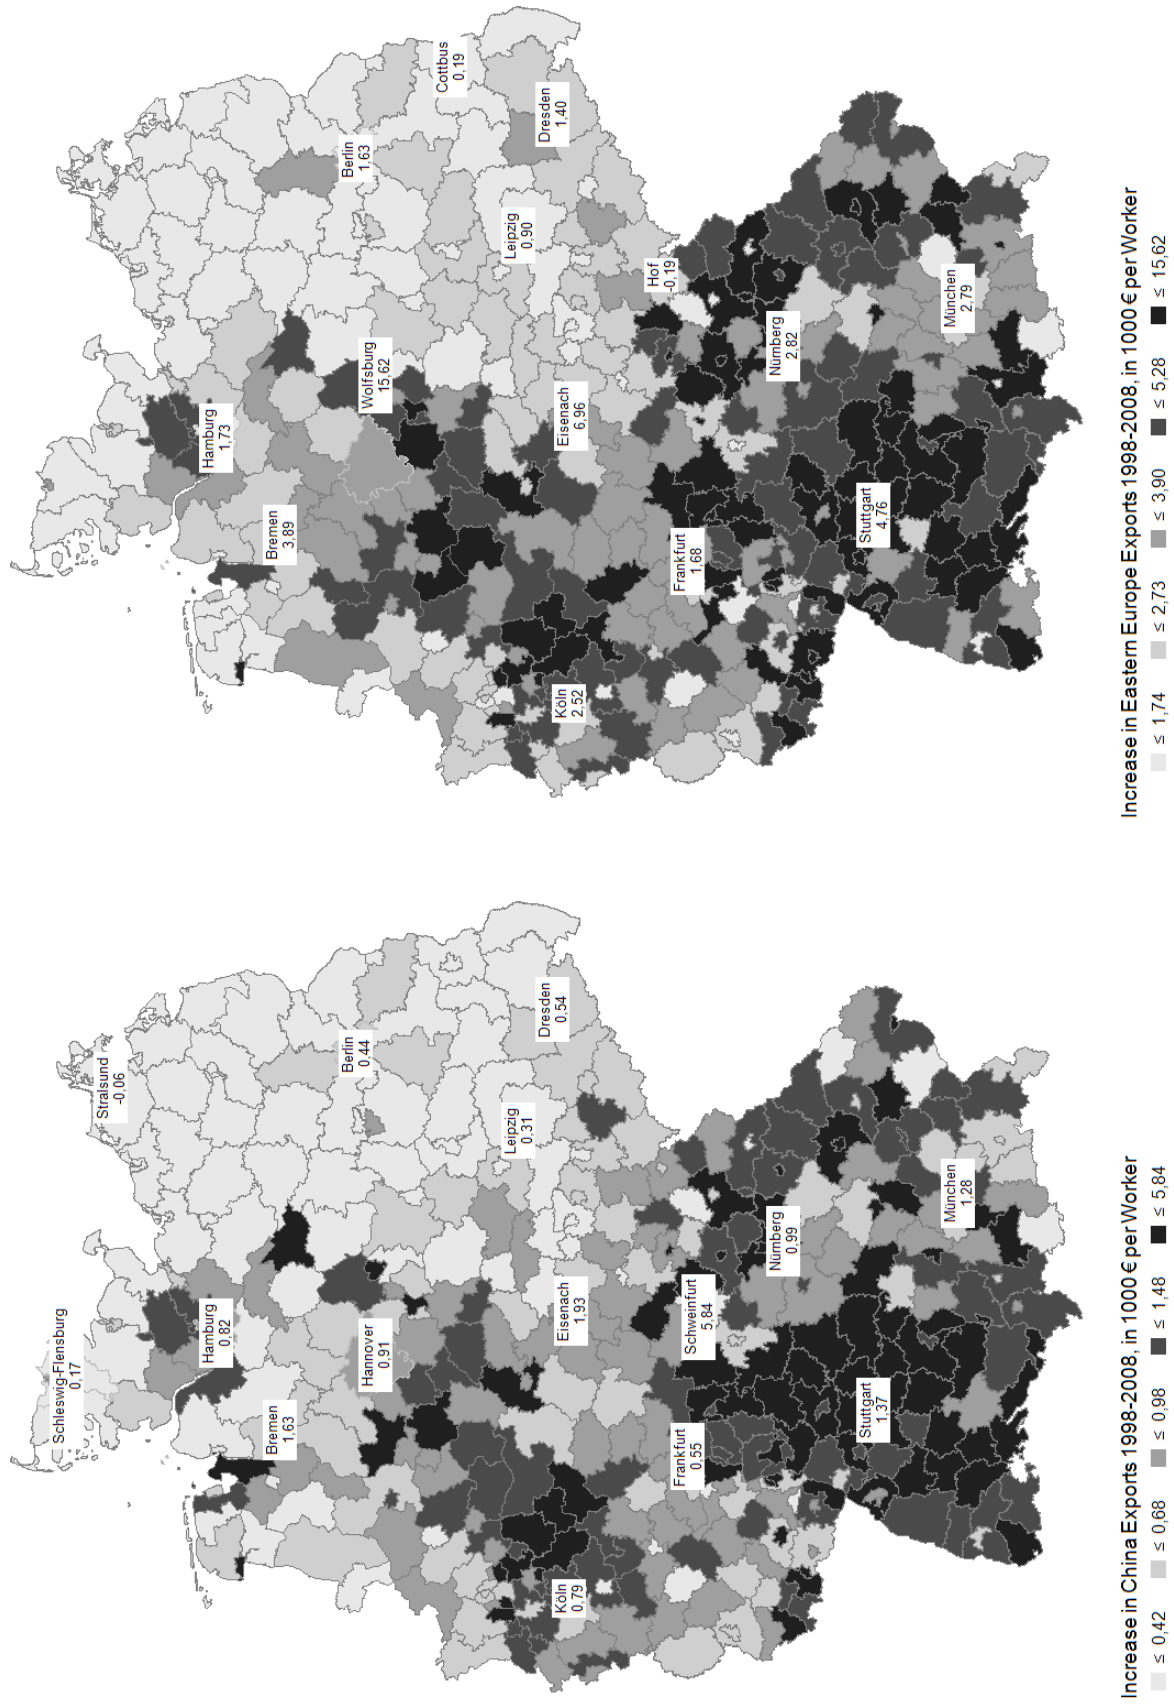 Schleswig-Flensburg
0,17
Stralsund
-0,06
Hamburg
0,82
Bremen
1,63
Hannover
0,91
Berlin
0,44
Leipzig
0,31
Dresden
0,54
Eisenach
1,93
Köln
0,79
Frankfurt
0,55
Schweinfurt
5,84
Nürnberg
0,99
Stuttgart
1,37
München
1,28
Increase in China Exports 1998-2008, in 1000 € per Worker
≤ 0,42 ≤ 0,68 ≤ 0,98 ≤ 1,48 ≤ 5,84
Hamburg
1,73
Bremen
3,89
Wolfsburg
15,62
Berlin
1,63
Cottbus
0,19
Leipzig
0,90
Dresden
1,40
Eisenach
6,96
Köln
2,52
Hof
-0,19
Frankfurt
1,68
Nürnberg
2,82
Stuttgart
4,76
München
2,79
Increase in Eastern Europe Exports 1998-2008, in 1000 € per Worker
≤ 1,74 ≤ 2,73 ≤ 3,90 ≤ 5,28 ≤ 15,62